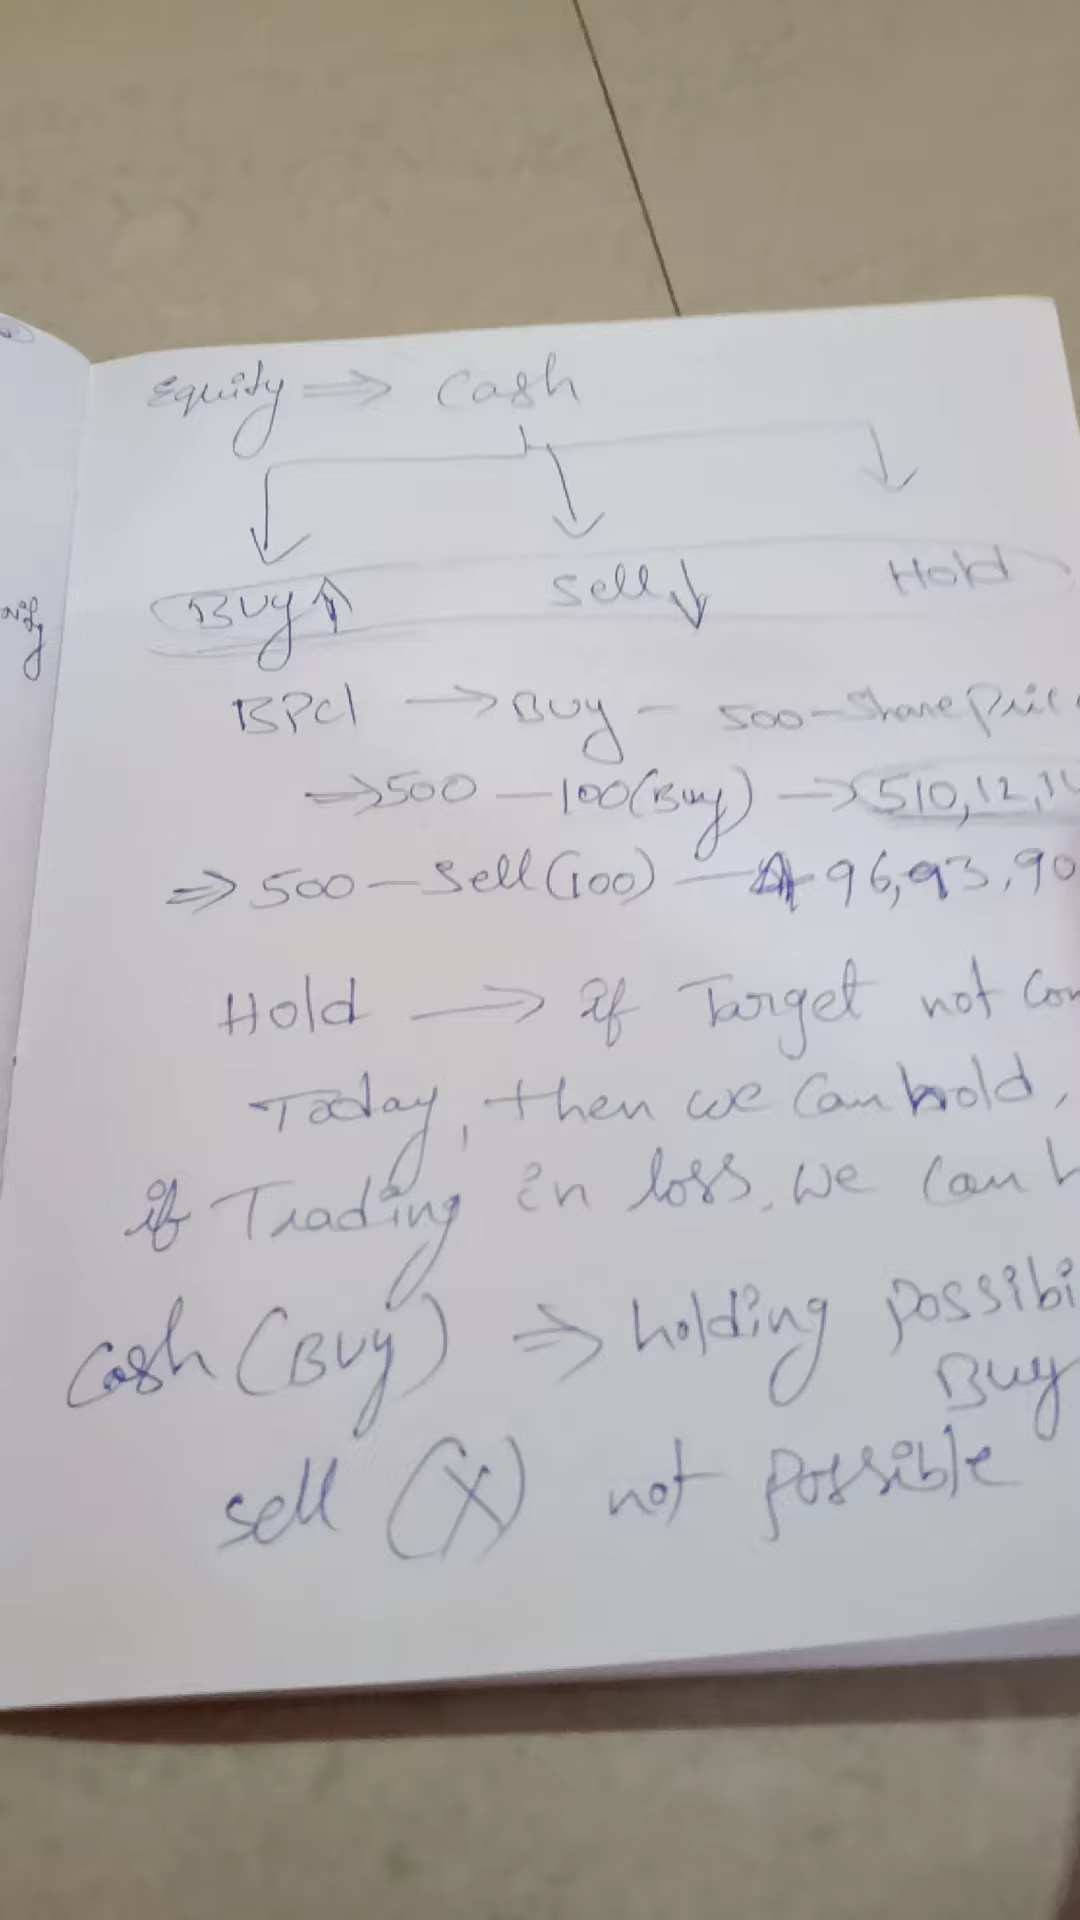 Equity ⇒ Cash
Buy ↑ Sell ↓ Hold
BPCl → Buy - 500-Share
⇒ 500 - 100(Buy) → 510, 12,
⇒ 500 - Sell (100) - 96, 93, 90
Hold → if Target not
Today, then we can hold,
if Trading in loss, we can
Cash (Buy) ⇒ holding
Buy
sell (X) not possible